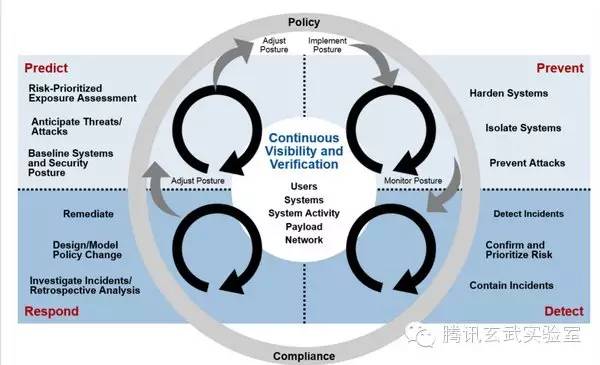 Policy
Adjust
Posture
Implement
Posture
Predict
Prevent
Risk-Prioritized
Exposure Assessment
Anticipate Threats/
Attacks
Baseline Systems
and Security
Posture
Harden Systems
Isolate Systems
Prevent Attacks
Continuous
Visibility and
Verification
Users
Systems
System Activity
Payload
Network
Adjust Posture
Monitor Posture
Remediate
Design/Model
Policy Change
Investigate Incidents/
Retrospective Analysis
Detect Incidents
Confirm and
Prioritize Risk
Contain Incidents
Respond
Detect
Compliance
腾讯玄武实验室